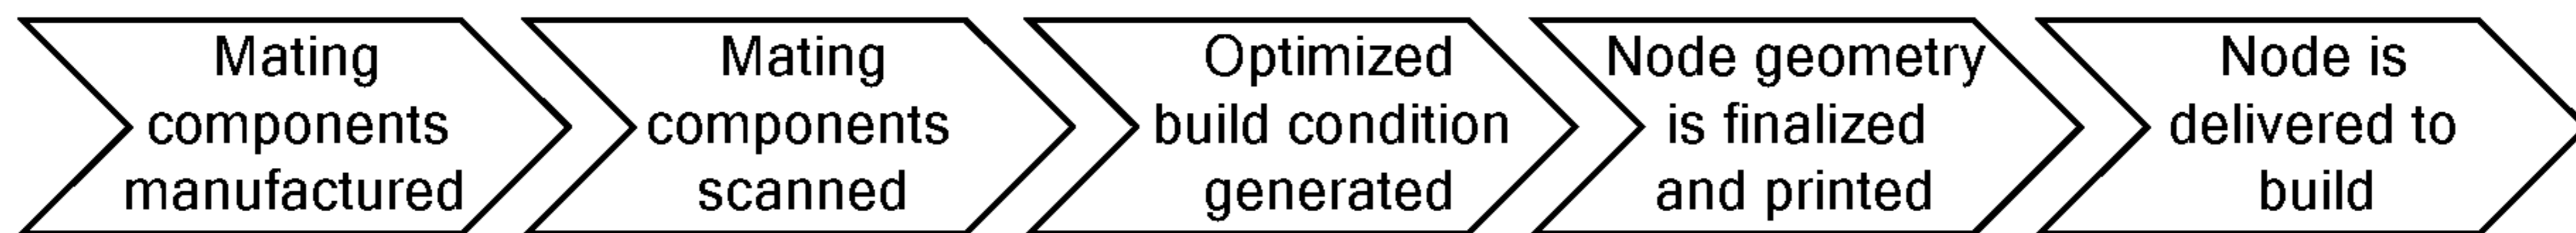 Mating
components
manufactured
Mating
components
scanned
Optimized
build condition
generated
Node geometry
is finalized
and printed
Node is
delivered to
build